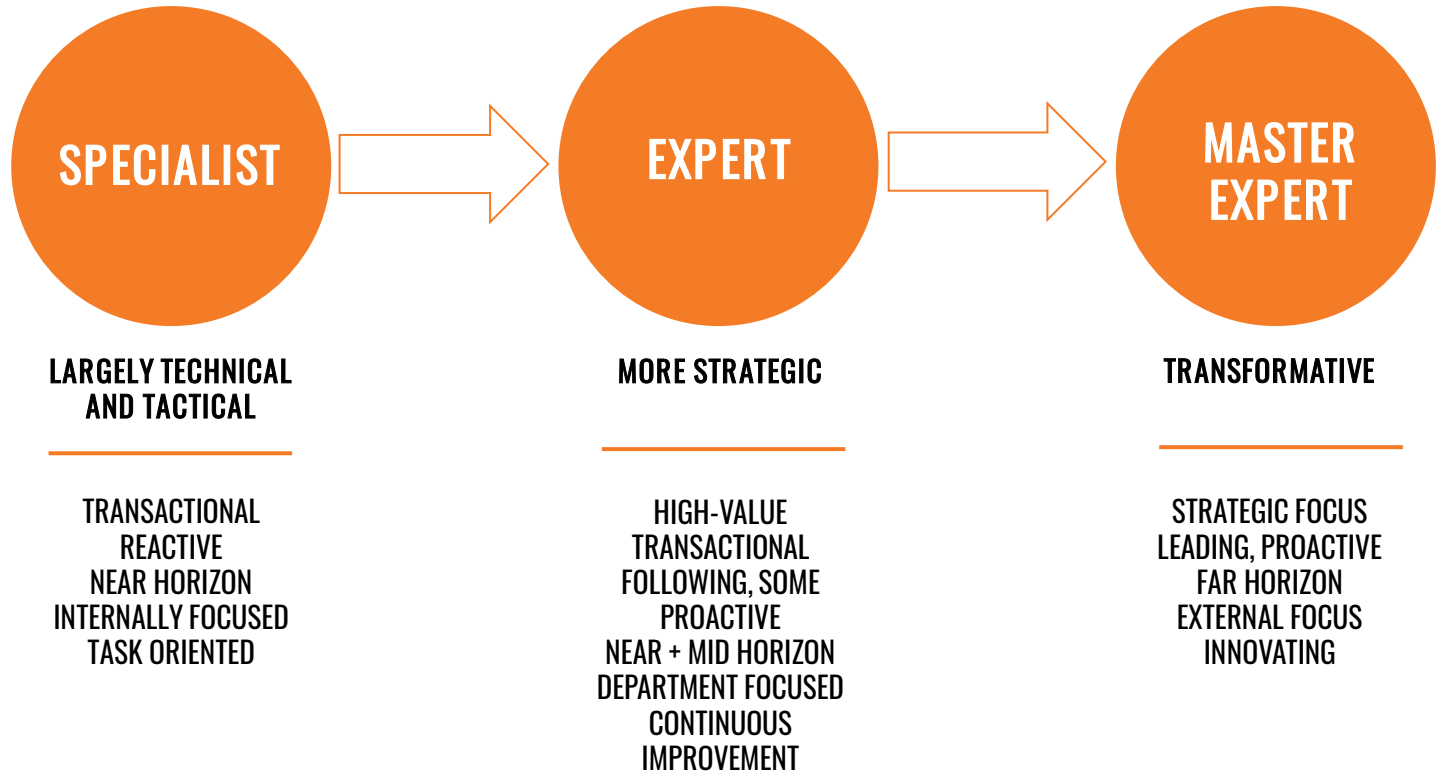 SPECIALIST
EXPERT
MASTER
EXPERT
LARGELY TECHNICAL
AND TACTICAL
MORE STRATEGIC
TRANSFORMATIVE
TRANSACTIONAL
REACTIVE
NEAR HORIZON
INTERNALLY FOCUSED
TASK ORIENTED
HIGH-VALUE
TRANSACTIONAL
FOLLOWING, SOME
PROACTIVE
NEAR + MID HORIZON
DEPARTMENT FOCUSED
CONTINUOUS
IMPROVEMENT
STRATEGIC FOCUS
LEADING, PROACTIVE
FAR HORIZON
EXTERNAL FOCUS
INNOVATING